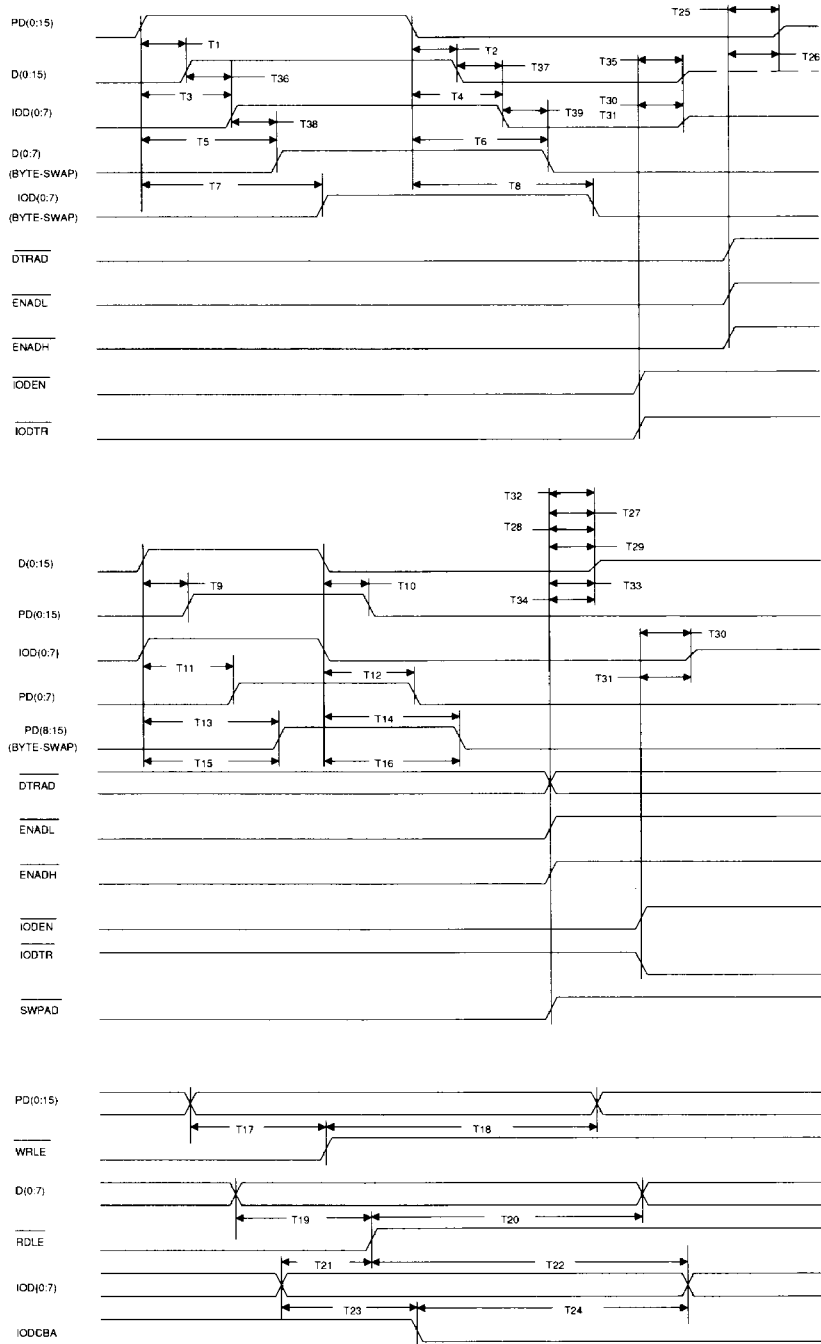 T25
PD(0:15)
T1
T2
T35
T26
T37
D(0:15)
T36
T3
T4
T30
IOD(0:7)
T39
T31
T38
T5
T6
D(0:7)
(BYTE-SWAP)
T7
T8
IOD(0:7)
(BYTE-SWAP)
DTRAD
ENADL
ENADH
IODEN
IODTR
T32
T27
T28
T29
D(0:15)
T9
T10
T33
T34
PD(0:15)
T30
IOD(0:7)
T11
T12
T31
PD(0:7)
T13
T14
PD(8:15)
(BYTE-SWAP)
T15
T16
DTRAD
ENADL
ENADH
IODEN
IODTR
SWPAD
PD(0:15)
T17
T18
WRLE
D(0:7)
T19
T20
RDLE
T21
T22
IOD(0:7)
T23
T24
IODCBA